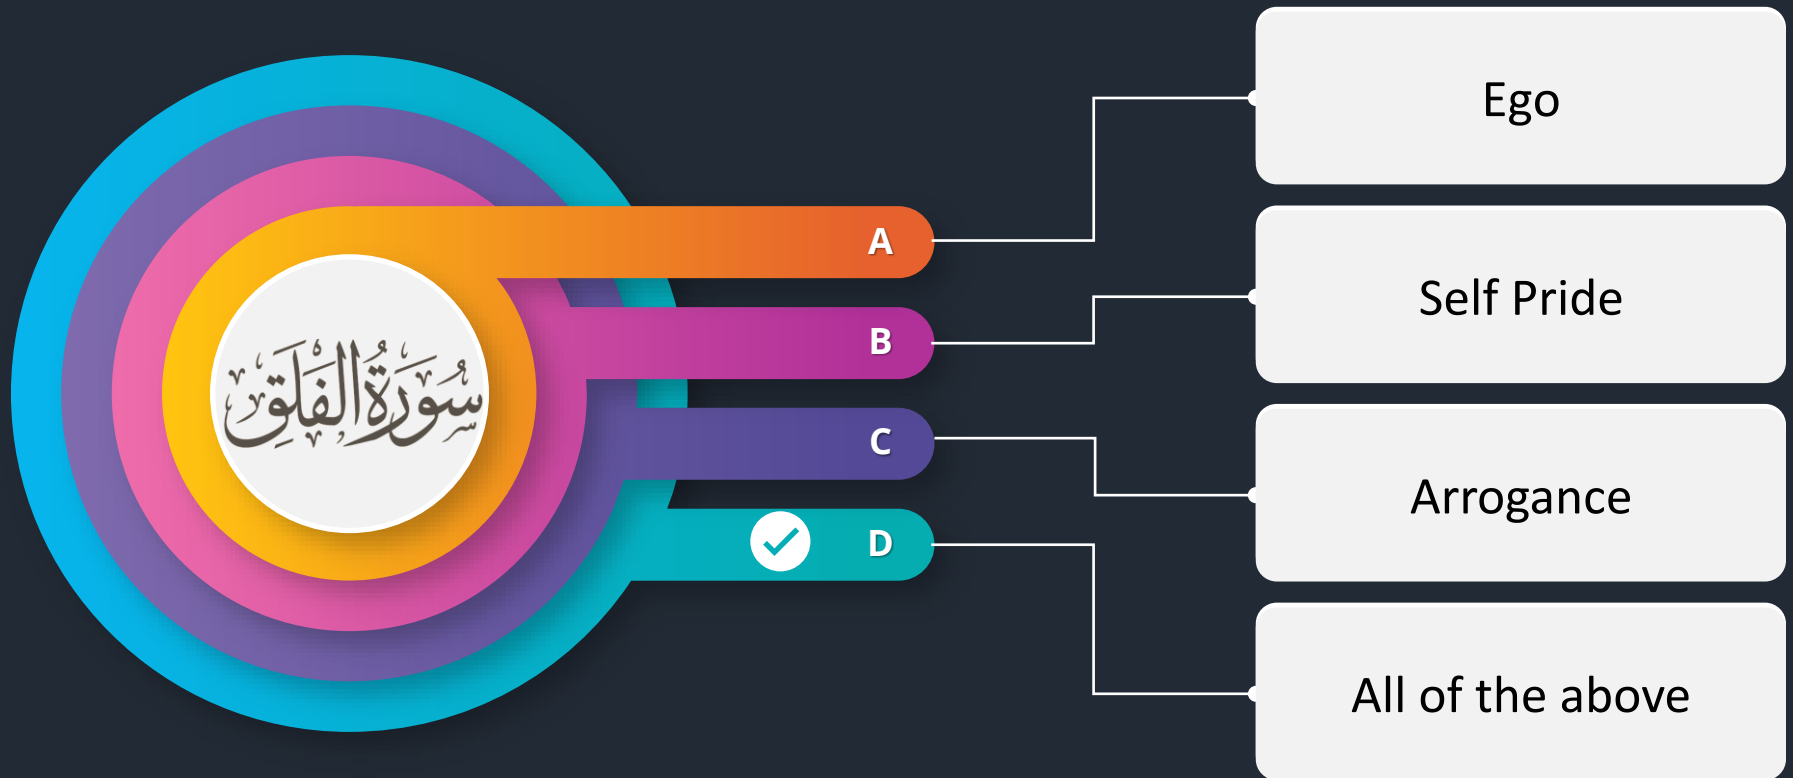 سُورَةُ الفَلَقِ
A
Ego
B
Self Pride
C
Arrogance
D
All of the above